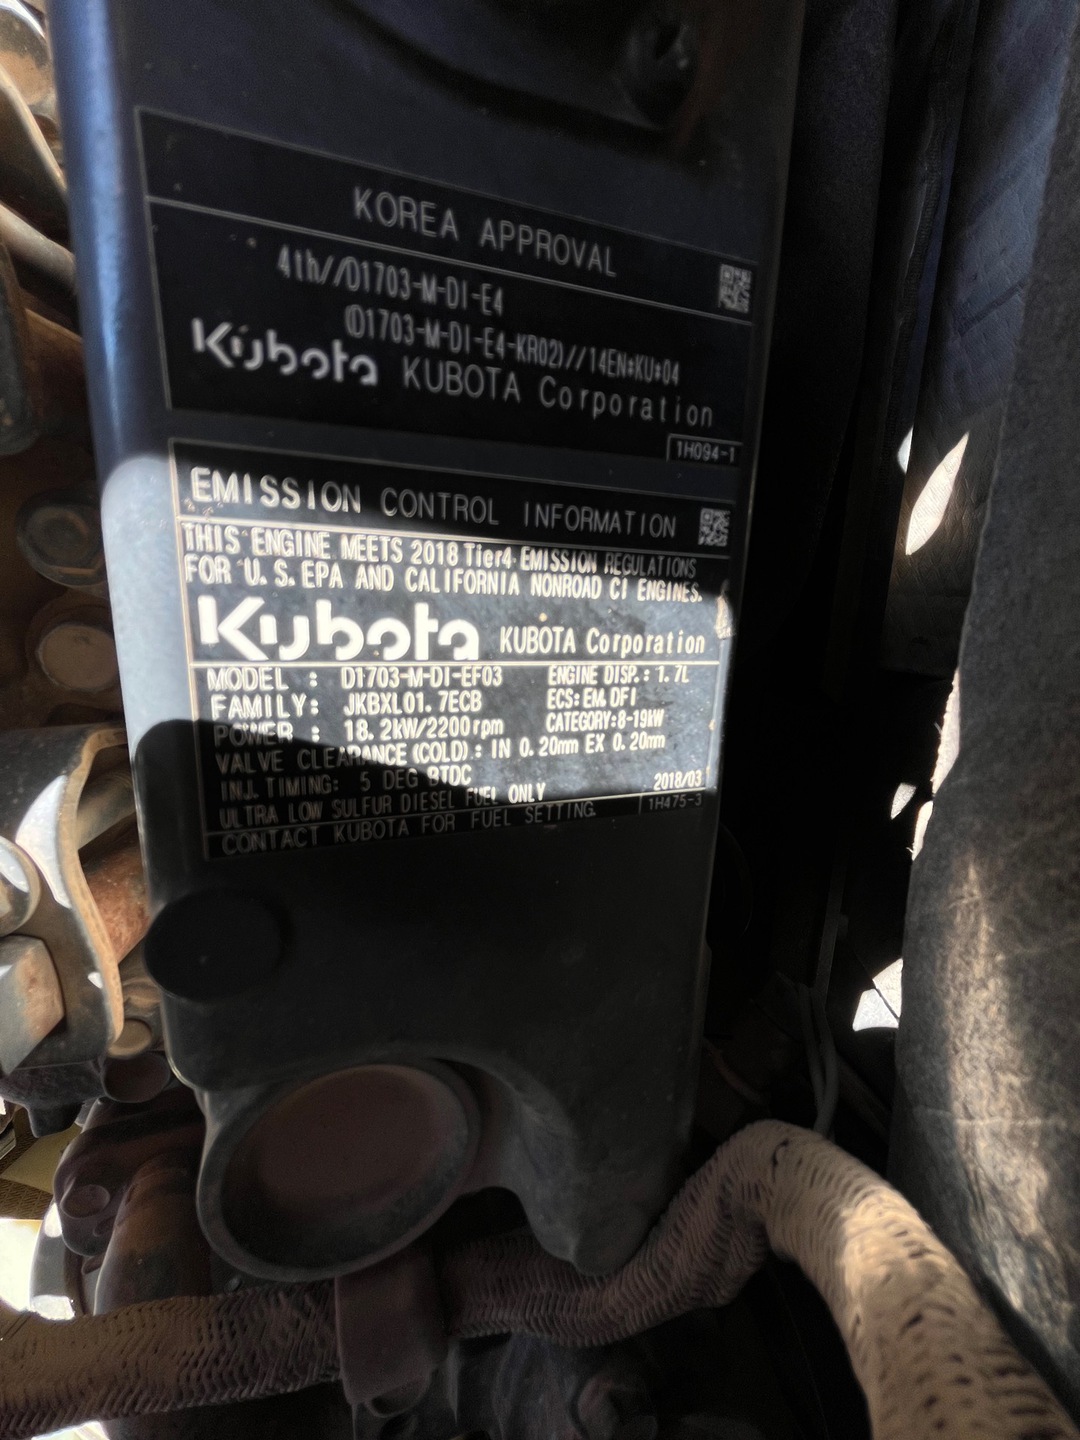 KOREA APPROVAL
4th//D1703-M-DI-E4
(D1703-M-DI-E4-KR02)//14EN*KU*04
Kubota KUBOTA Corporation
1H094-1
EMISSION CONTROL INFORMATION
THIS ENGINE MEETS 2018 Tier4 EMISSION REGULATIONS
FOR U.S.EPA AND CALIFORNIA NONROAD CI ENGINES.
Kubota KUBOTA Corporation
MODEL : D1703-M-DI-EF03 ENGINE DISP.: 1.7L
FAMILY: JKBXL01.7ECB ECS:EM,DFI
POWER : 18.2kW/2200rpm CATEGORY:8-19kW
VALVE CLEARANCE (COLD): IN 0.20mm EX 0.20mm
INJ.TIMING: 5 DEG BTDC 2018/03
ULTRA LOW SULFUR DIESEL FUEL ONLY 1H475-3
CONTACT KUBOTA FOR FUEL SETTING.